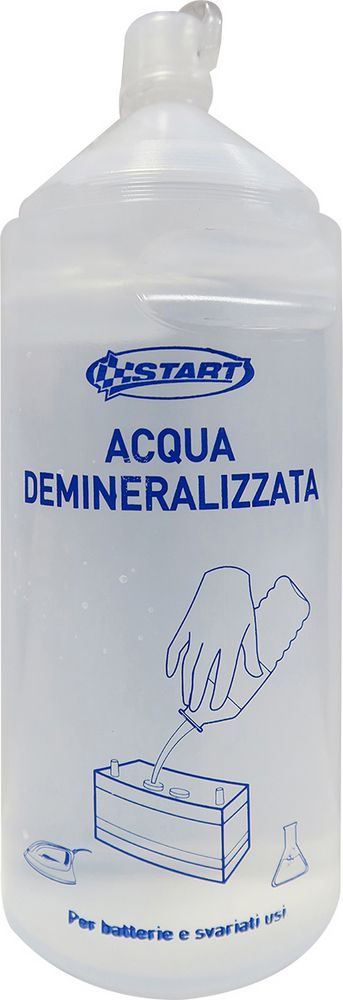 START
ACQUA
DEMINERALIZZATA
Per batterie e svariati usi